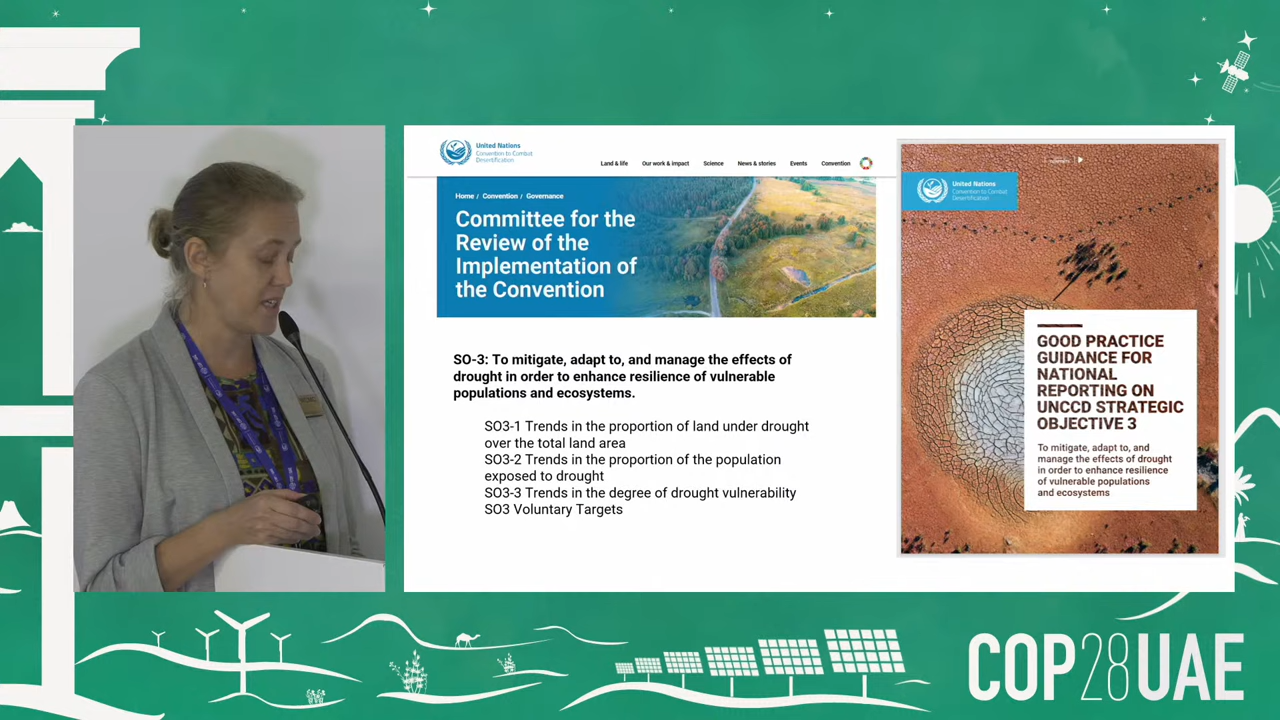 United Nations
Convention to Combat
Desertification
Land & life
Our work & impact
Science
News & stories
Events
Convention
Home / Convention / Governance
Committee for the
Review of the
Implementation of
the Convention
SO-3: To mitigate, adapt to, and manage the effects of
drought in order to enhance resilience of vulnerable
populations and ecosystems.
SO3-1 Trends in the proportion of land under drought
over the total land area
SO3-2 Trends in the proportion of the population
exposed to drought
SO3-3 Trends in the degree of drought vulnerability
SO3 Voluntary Targets
United Nations
Convention to Combat
Desertification
GOOD PRACTICE
GUIDANCE FOR
NATIONAL
REPORTING ON
UNCCD STRATEGIC
OBJECTIVE 3
To mitigate, adapt to, and
manage the effects of drought
in order to enhance resilience
of vulnerable populations
and ecosystems
COP28UAE